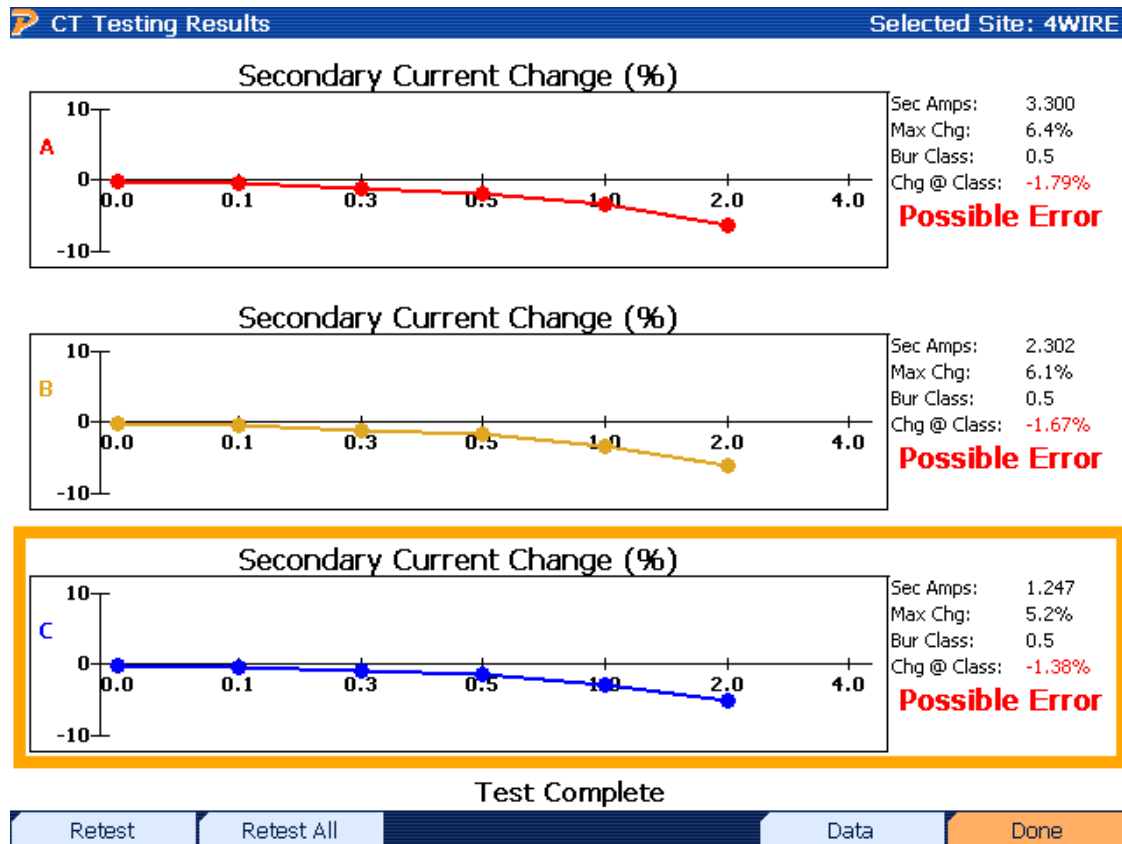 CT Testing Results Selected Site: 4WIRE
Secondary Current Change (%)
A
10
0
-10
0.0 0.1 0.3 0.5 1.0 2.0 4.0
Sec Amps: 3.300
Max Chg: 6.4%
Bur Class: 0.5
Chg @ Class: -1.79%
Possible Error
Secondary Current Change (%)
B
10
0
-10
0.0 0.1 0.3 0.5 1.0 2.0 4.0
Sec Amps: 2.302
Max Chg: 6.1%
Bur Class: 0.5
Chg @ Class: -1.67%
Possible Error
Secondary Current Change (%)
C
10
0
-10
0.0 0.1 0.3 0.5 1.0 2.0 4.0
Sec Amps: 1.247
Max Chg: 5.2%
Bur Class: 0.5
Chg @ Class: -1.38%
Possible Error
Test Complete
Retest Retest All Data Done